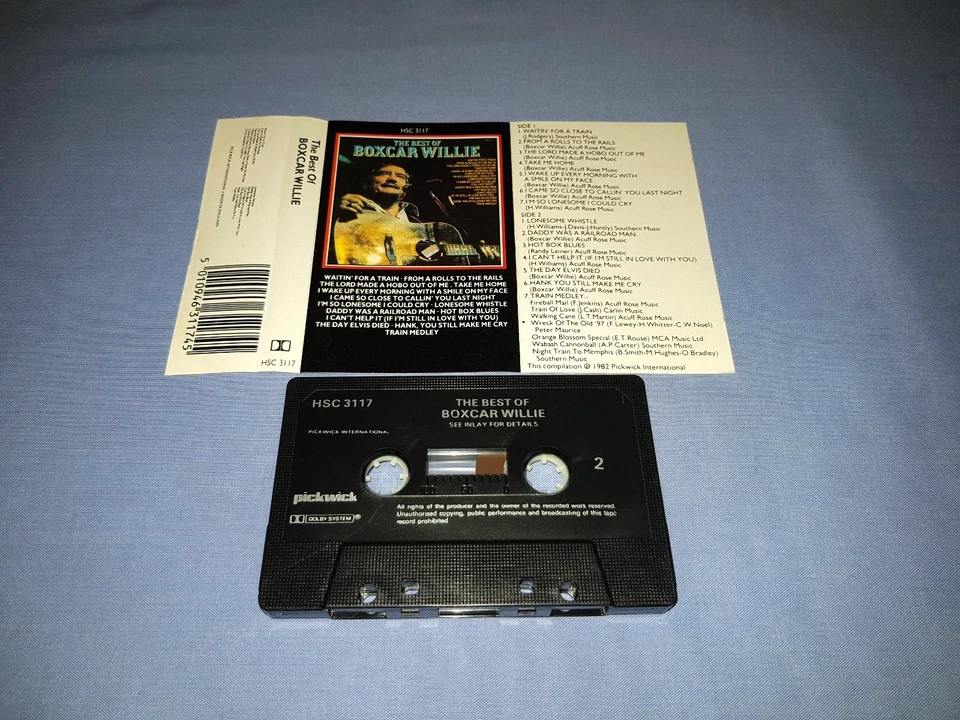 The Best Of
BOXCAR WILLIE
5 010946 311745
HSC 3117
HSC 3117
THE BEST OF
BOXCAR WILLIE
WAITIN' FOR A TRAIN · FROM A ROLLS TO THE RAILS
THE LORD MADE A HOBO OUT OF ME . TAKE ME HOME
I WAKE UP EVERY MORNING WITH A SMILE ON MY FACE
I CAME SO CLOSE TO CALLIN' YOU LAST NIGHT
I'M SO LONESOME I COULD CRY · LONESOME WHISTLE
DADDY WAS A RAILROAD MAN · HOT BOX BLUES
I CAN'T HELP IT (IF I'M STILL IN LOVE WITH YOU)
THE DAY ELVIS DIED · HANK, YOU STILL MAKE ME CRY
TRAIN MEDLEY
SIDE 1
1. WAITIN' FOR A TRAIN
(J.Rodgers) Southern Music
2. FROM A ROLLS TO THE RAILS
(Boxcar Willie) Acuff Rose Music
3. THE LORD MADE A HOBO OUT OF ME
(Boxcar Willie) Acuff Rose Music
4. TAKE ME HOME
(Boxcar Willie) Acuff Rose Music
5. I WAKE UP EVERY MORNING WITH
A SMILE ON MY FACE
(Boxcar Willie) Acuff Rose Music
6. I CAME SO CLOSE TO CALLIN' YOU LAST NIGHT
(Boxcar Willie) Acuff Rose Music
7. I'M SO LONESOME I COULD CRY
(H.Williams) Acuff Rose Music
SIDE 2
1. LONESOME WHISTLE
(H.Williams-J.Davis-J.Huntly) Southern Music
2. DADDY WAS A RAILROAD MAN
(Boxcar Willie) Acuff Rose Music
3. HOT BOX BLUES
(Randy Leiner) Acuff Rose Music
4. I CAN'T HELP IT (IF I'M STILL IN LOVE WITH YOU)
(H.Williams) Acuff Rose Music
5. THE DAY ELVIS DIED
(Boxcar Willie) Acuff Rose Music
6. HANK YOU STILL MAKE ME CRY
(Boxcar Willie) Acuff Rose Music
7. TRAIN MEDLEY:
Fireball Mail (F.Jenkins) Acuff Rose Music
Train Of Love (J.Cash) Carlin Music
Walking Cane (L.T.Martin) Acuff Rose Music
Wreck Of The Old '97 (F.Lewey-H.Whitter-C.W.Noel)
Peter Maurice
Orange Blossom Special (E.T.Rouse) MCA Music Ltd
Wabash Cannonball (A.P.Carter) Southern Music
Night Train To Memphis (B.Smith-M.Hughes-O.Bradley)
Southern Music
This compilation ℗ 1982 Pickwick International
HSC 3117
THE BEST OF
BOXCAR WILLIE
SEE INLAY FOR DETAILS
PICKWICK INTERNATIONAL
2
100 50 0
pickwick
DOLBY SYSTEM®
All rights of the producer and the owner of the recorded work reserved.
Unauthorised copying, public performance and broadcasting of this tape
record prohibited